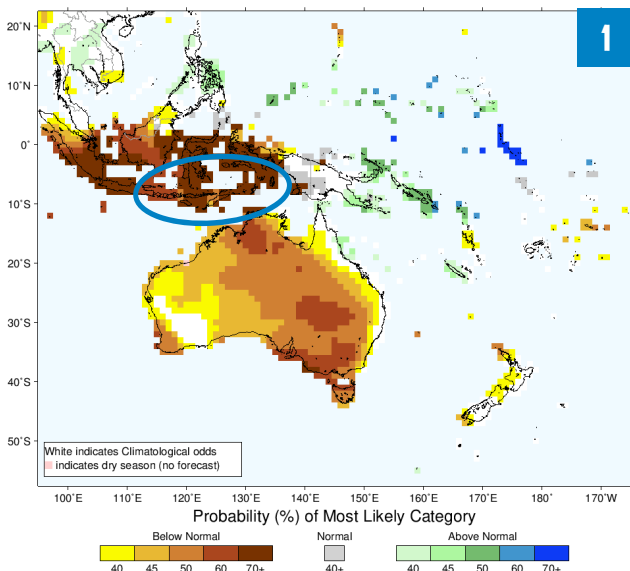 1
20˚N
10˚N
0˚
10˚S
20˚S
30˚S
40˚S
50˚S
White indicates Climatological odds
indicates dry season (no forecast)
100˚E 110˚E 120˚E 130˚E 140˚E 150˚E 160˚E 170˚E 180˚ 170˚W
Probability (%) of Most Likely Category
Below Normal Normal Above Normal
40 45 50 60 70+ 40+ 40 45 50 60 70+